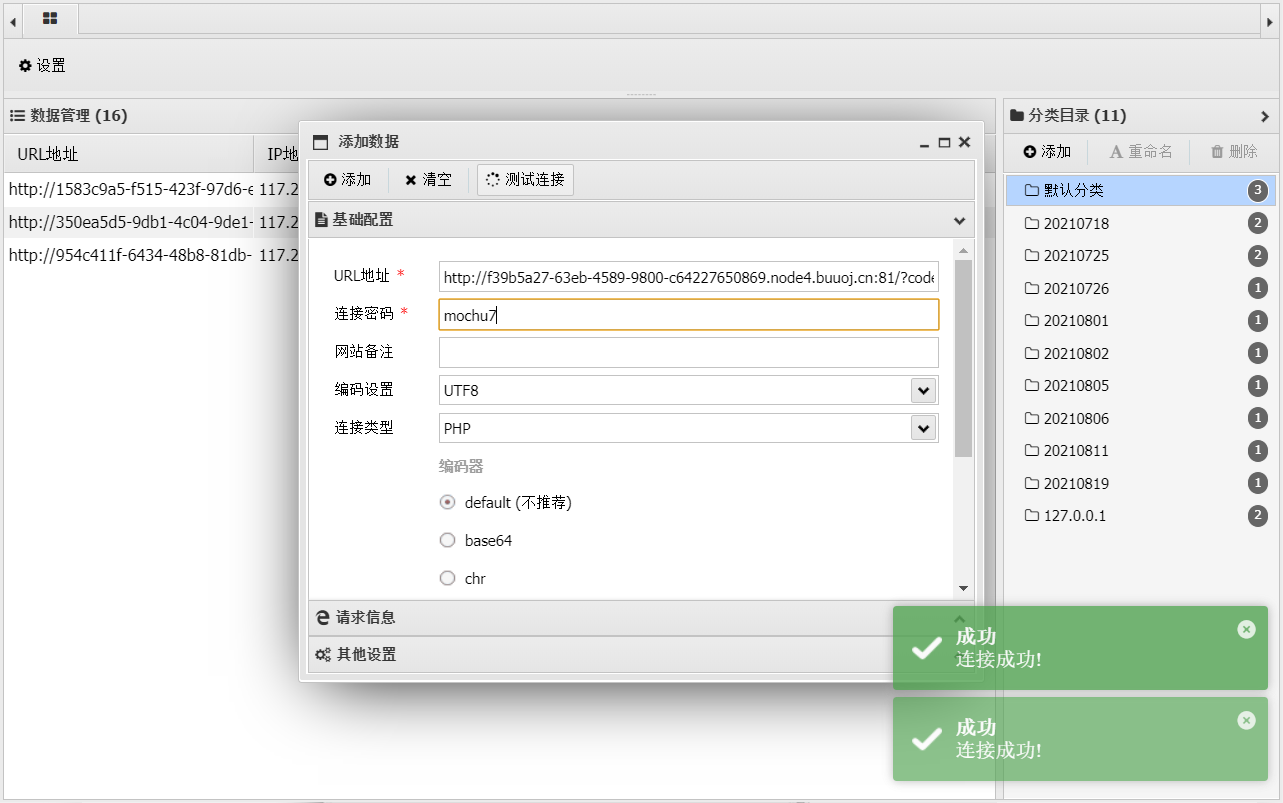 设置
数据管理 (16)
URL地址
IP地
http://1583c9a5-f515-423f-97d6-e
117.2
http://350ea5d5-9db1-4c04-9de1-
117.2
http://954c411f-6434-48b8-81db-
117.2
添加数据
添加
清空
测试连接
基础配置
URL地址 *
http://f39b5a27-63eb-4589-9800-c64227650869.node4.buuoj.cn:81/?code
连接密码 *
mochu7
网站备注
编码设置
UTF8
连接类型
PHP
编码器
default (不推荐)
base64
chr
请求信息
其他设置
分类目录 (11)
添加
重命名
删除
默认分类 3
20210718 2
20210725 2
20210726 1
20210801 1
20210802 1
20210805 1
20210806 1
20210811 1
20210819 1
127.0.0.1 2
成功
连接成功!
成功
连接成功!